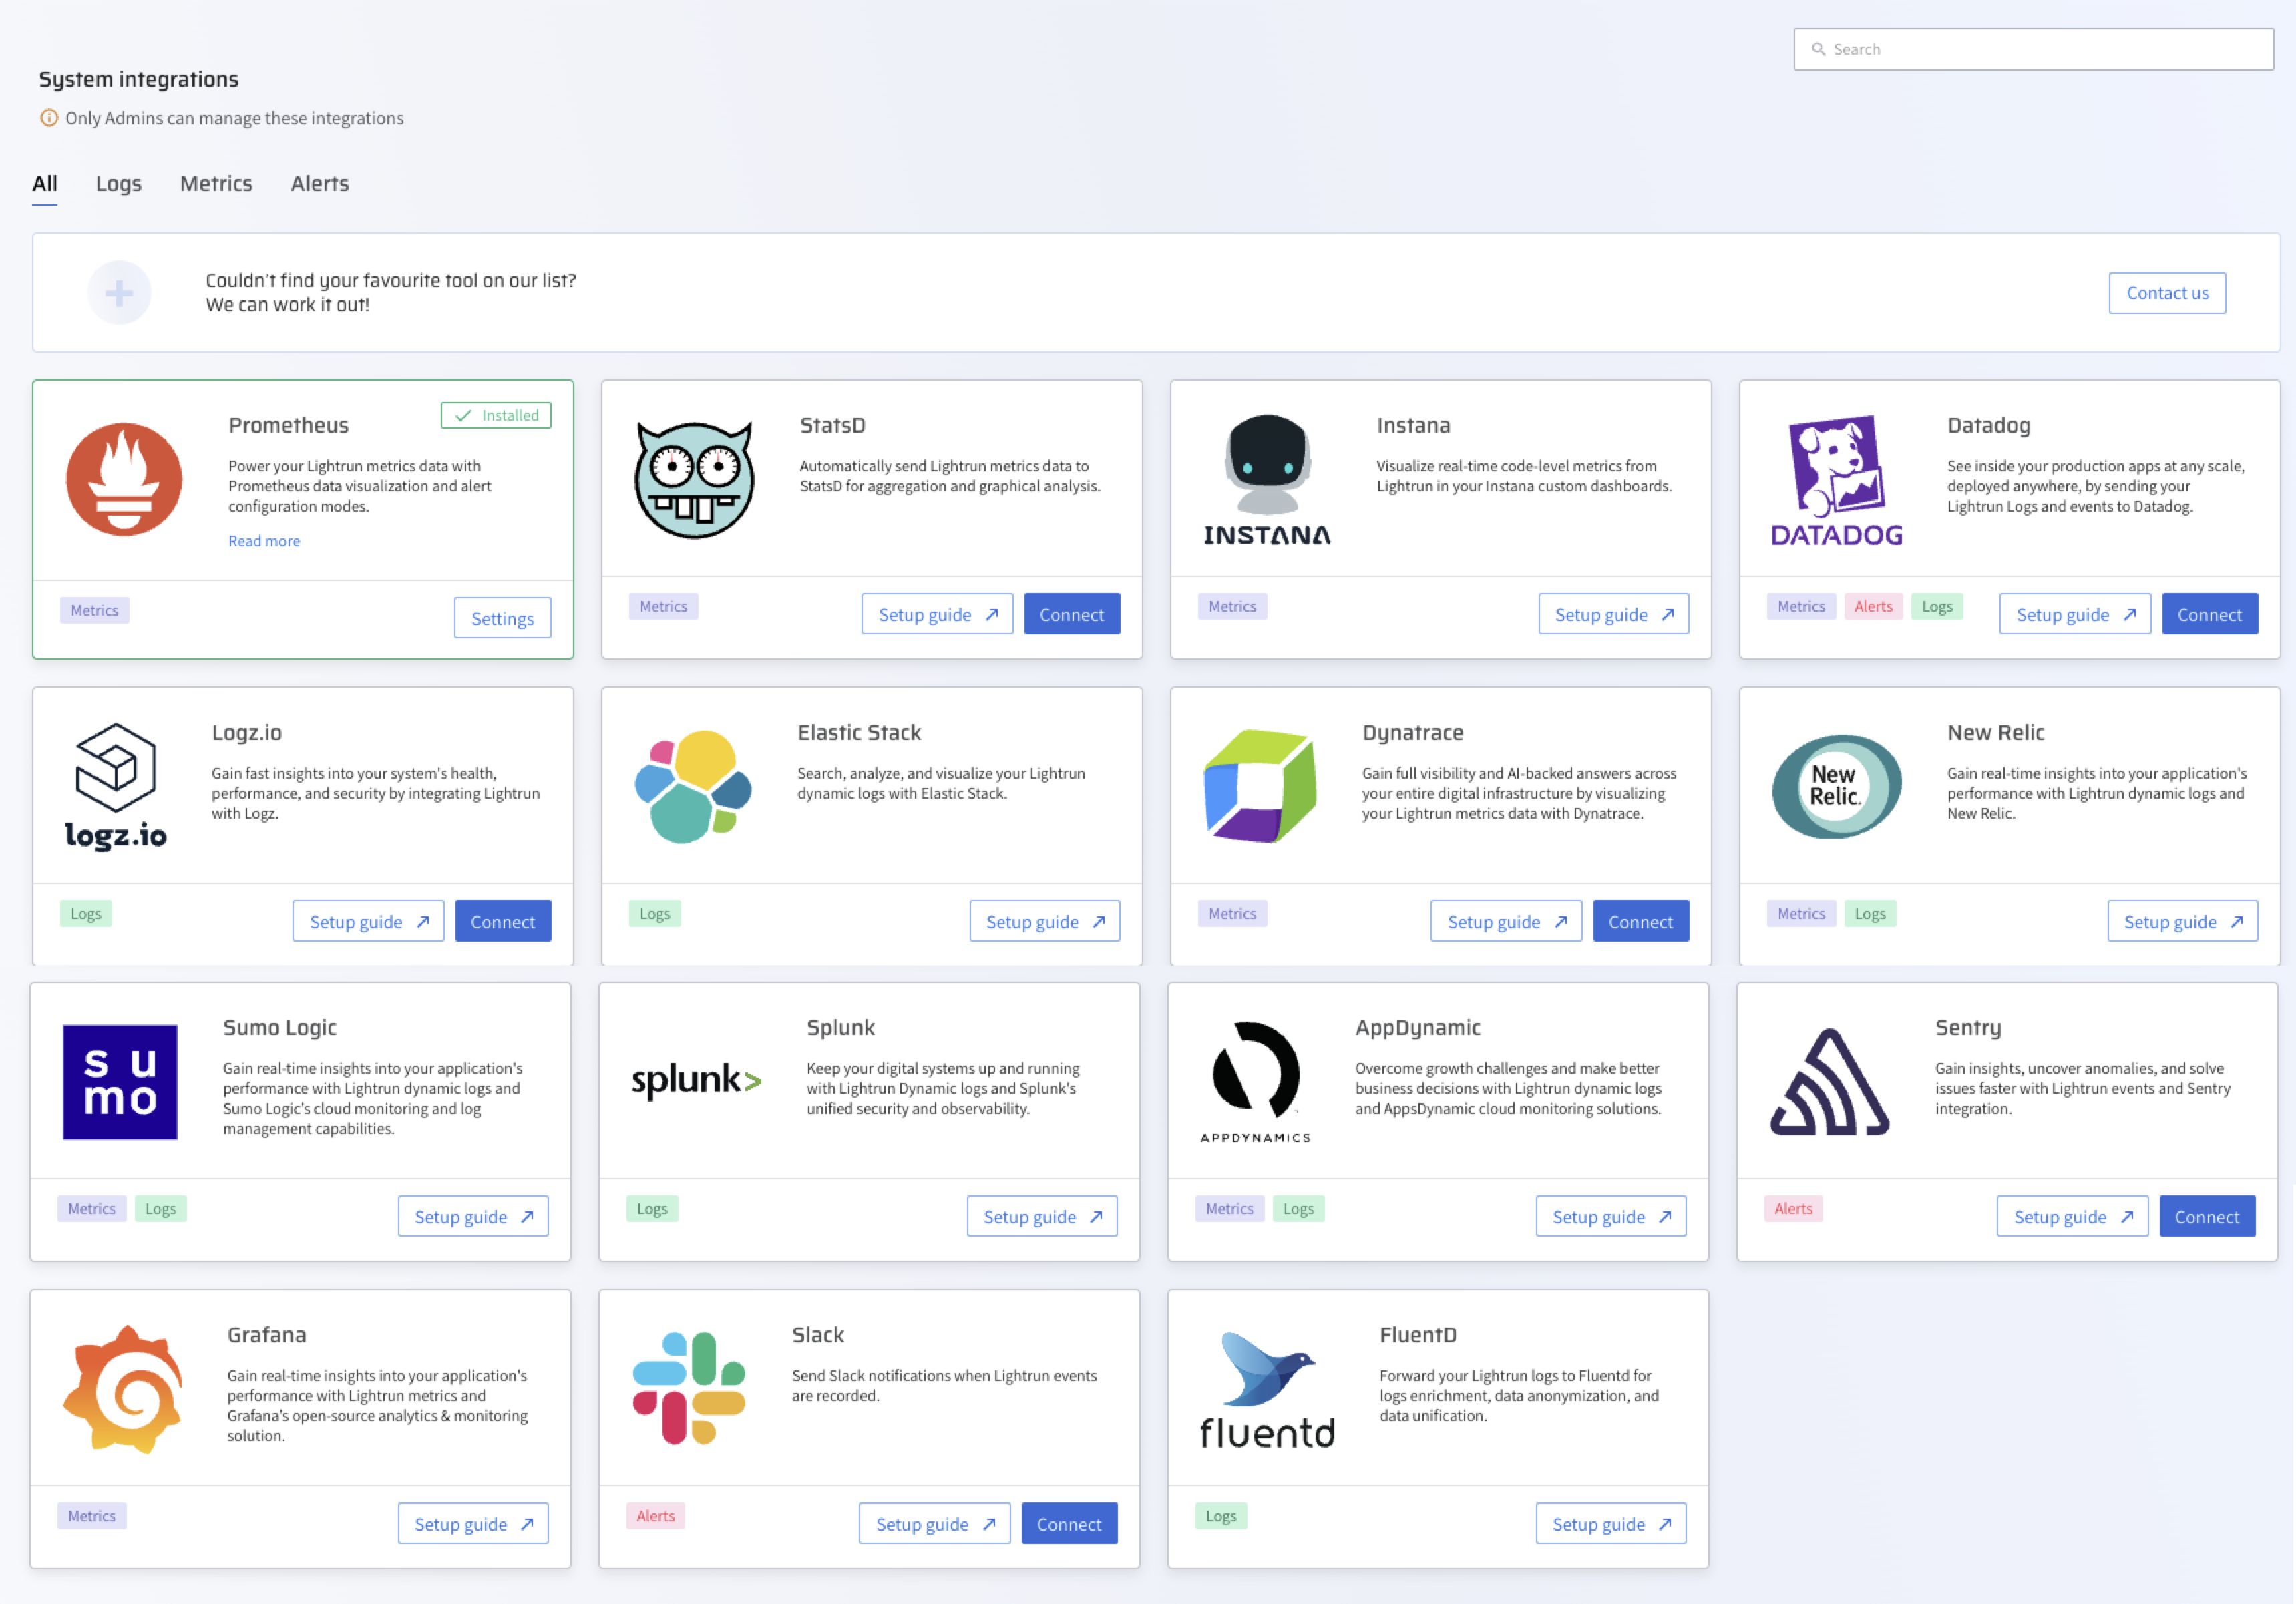 Search
System integrations
Only Admins can manage these integrations
All
Logs
Metrics
Alerts
Couldn't find your favourite tool on our list?
We can work it out!
Contact us
Prometheus
Installed
Power your Lightrun metrics data with
Prometheus data visualization and alert
configuration modes.
Read more
Metrics
Settings
StatsD
Automatically send Lightrun metrics data to
StatsD for aggregation and graphical analysis.
Metrics
Setup guide
Connect
INSTANA
Instana
Visualize real-time code-level metrics from
Lightrun in your Instana custom dashboards.
Metrics
Setup guide
DATADOG
Datadog
See inside your production apps at any scale,
deployed anywhere, by sending your
Lightrun Logs and events to Datadog.
Metrics
Alerts
Logs
Setup guide
Connect
logz.io
Logz.io
Gain fast insights into your system's health,
performance, and security by integrating Lightrun
with Logz.
Logs
Setup guide
Connect
Elastic Stack
Search, analyze, and visualize your Lightrun
dynamic logs with Elastic Stack.
Logs
Setup guide
Dynatrace
Gain full visibility and AI-backed answers across
your entire digital infrastructure by visualizing
your Lightrun metrics data with Dynatrace.
Metrics
Setup guide
Connect
New
Relic.
New Relic
Gain real-time insights into your application's
performance with Lightrun dynamic logs and
New Relic.
Metrics
Logs
Setup guide
su
mo
Sumo Logic
Gain real-time insights into your application's
performance with Lightrun dynamic logs and
Sumo Logic's cloud monitoring and log
management capabilities.
Metrics
Logs
Setup guide
splunk>
Splunk
Keep your digital systems up and running
with Lightrun Dynamic logs and Splunk's
unified security and observability.
Logs
Setup guide
APPDYNAMICS
AppDynamic
Overcome growth challenges and make better
business decisions with Lightrun dynamic logs
and AppsDynamic cloud monitoring solutions.
Metrics
Logs
Setup guide
Sentry
Gain insights, uncover anomalies, and solve
issues faster with Lightrun events and Sentry
integration.
Alerts
Setup guide
Connect
Grafana
Gain real-time insights into your application's
performance with Lightrun metrics and
Grafana's open-source analytics & monitoring
solution.
Metrics
Setup guide
Slack
Send Slack notifications when Lightrun events
are recorded.
Alerts
Setup guide
Connect
fluentd
FluentD
Forward your Lightrun logs to Fluentd for
logs enrichment, data anonymization, and
data unification.
Logs
Setup guide